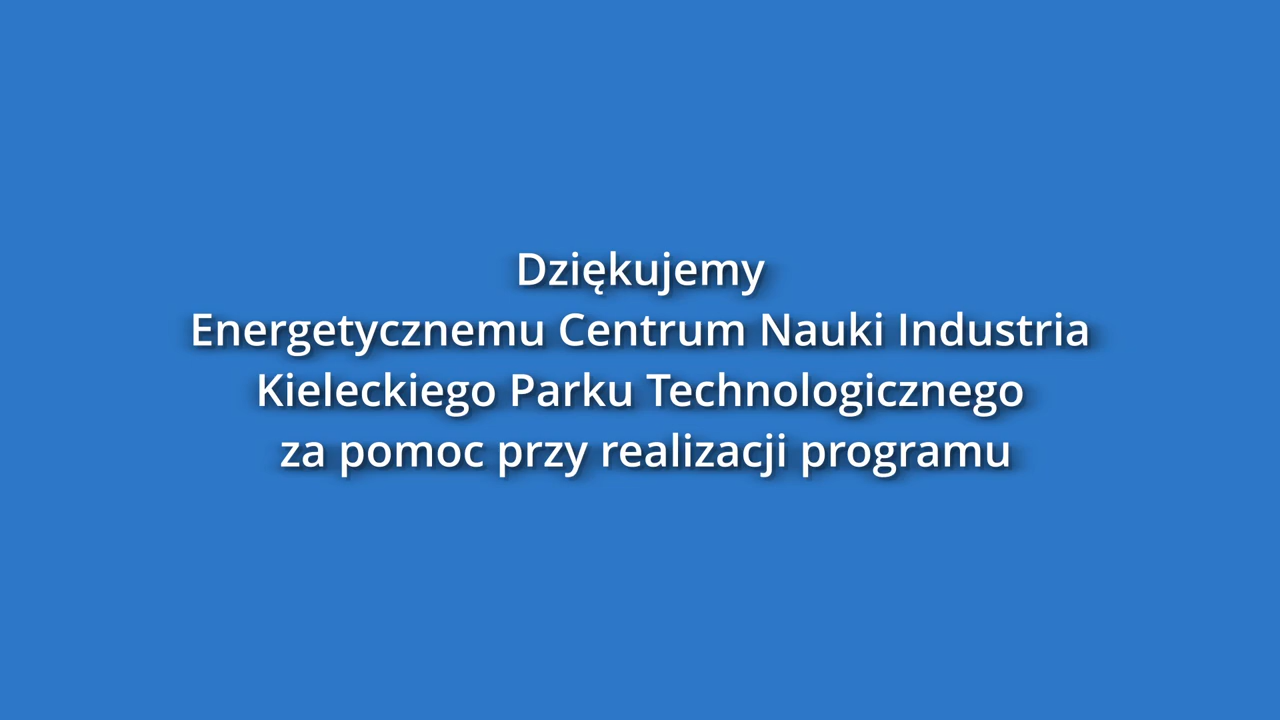 Dziękujemy
Energetycznemu Centrum Nauki Industria
Kieleckiego Parku Technologicznego
za pomoc przy realizacji programu